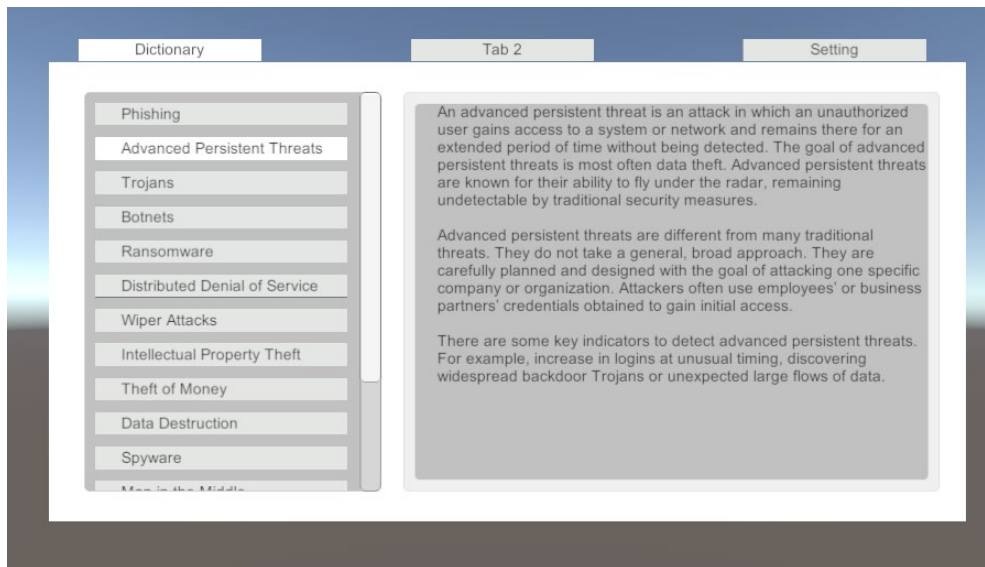 Dictionary
Tab 2
Setting
Phishing
Advanced Persistent Threats
Trojans
Botnets
Ransomware
Distributed Denial of Service
Wiper Attacks
Intellectual Property Theft
Theft of Money
Data Destruction
Spyware
Man in the Middle
An advanced persistent threat is an attack in which an unauthorized
user gains access to a system or network and remains there for an
extended period of time without being detected. The goal of advanced
persistent threats is most often data theft. Advanced persistent threats
are known for their ability to fly under the radar, remaining
undetectable by traditional security measures.
Advanced persistent threats are different from many traditional
threats. They do not take a general, broad approach. They are
carefully planned and designed with the goal of attacking one specific
company or organization. Attackers often use employees’ or business
partners’ credentials obtained to gain initial access.
There are some key indicators to detect advanced persistent threats.
For example, increase in logins at unusual timing, discovering
widespread backdoor Trojans or unexpected large flows of data.